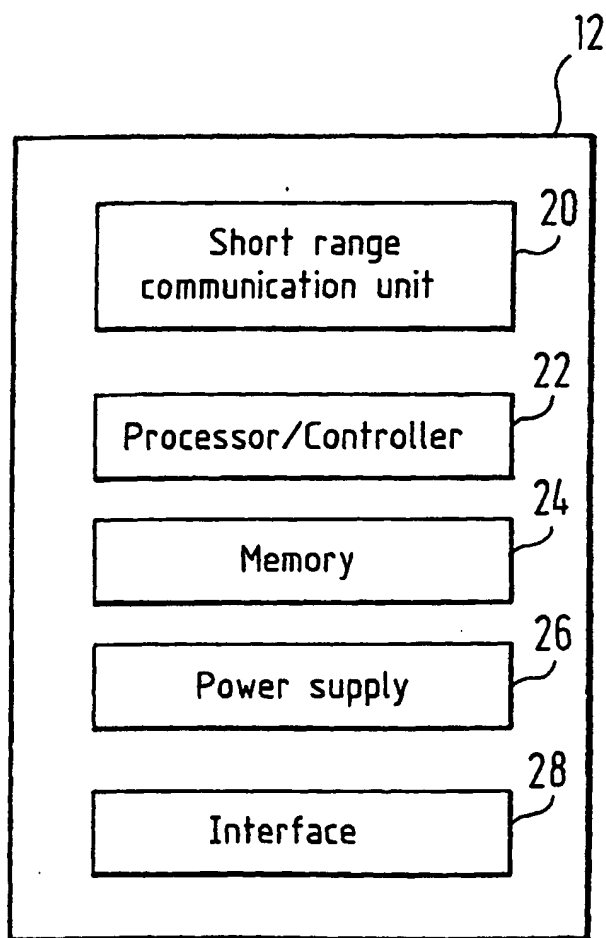 12
20
Short range
communication unit
22
Processor/Controller
24
Memory
26
Power supply
28
Interface